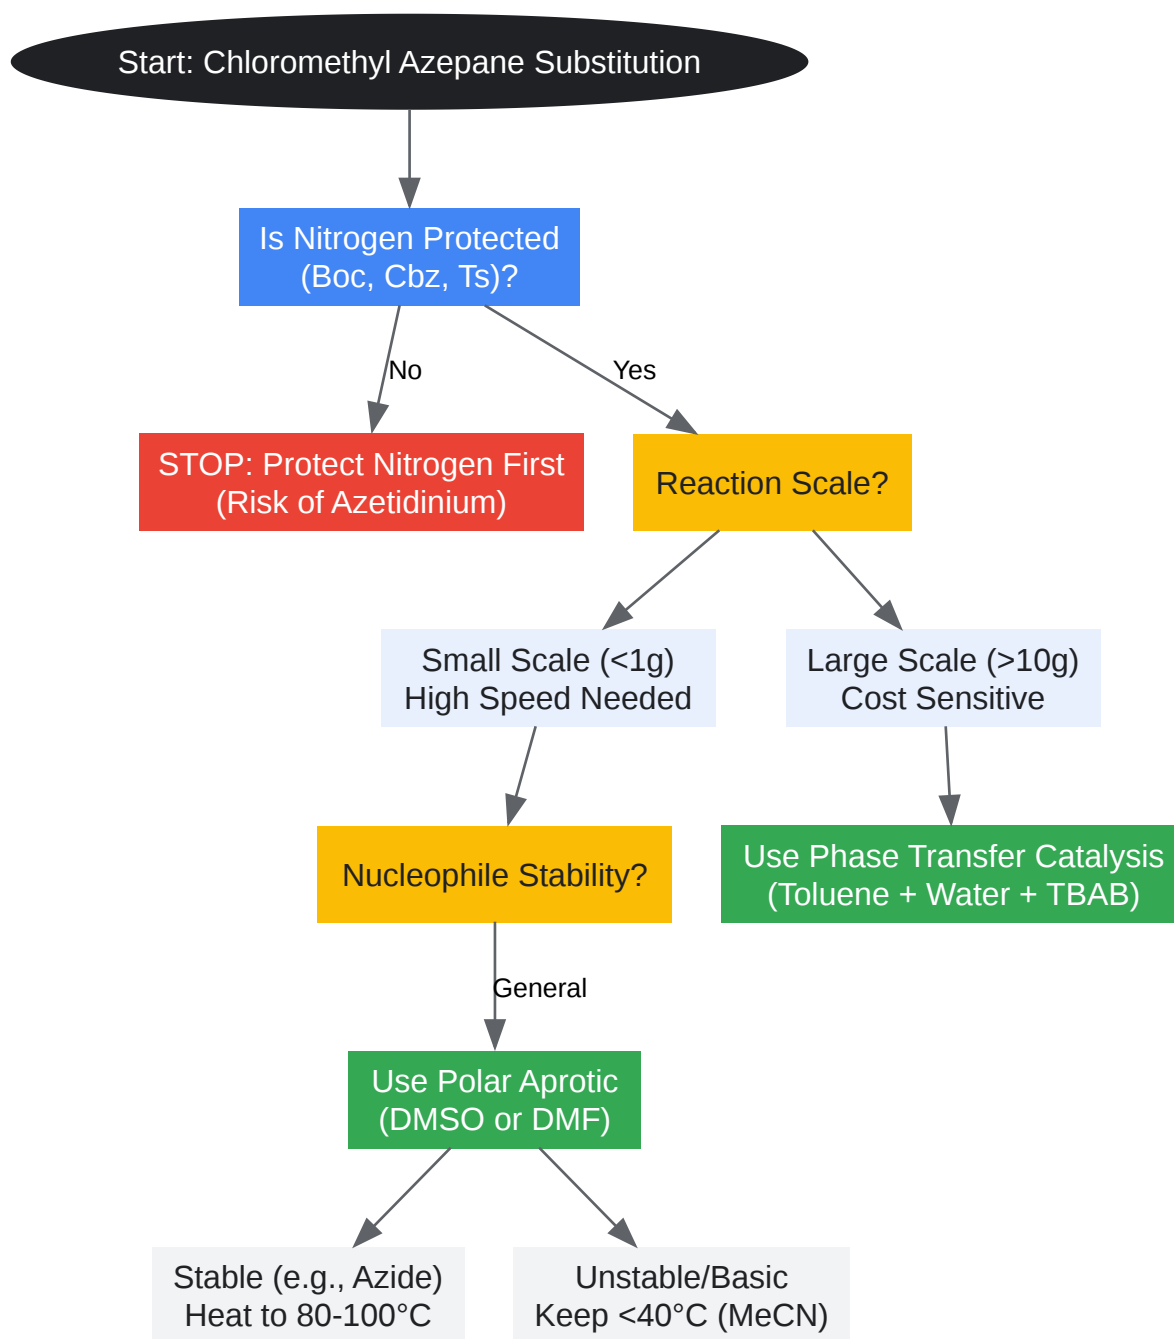 Start: Chloromethyl Azepane Substitution
Is Nitrogen Protected
(Boc, Cbz, Ts)?
No
Yes
STOP: Protect Nitrogen First
(Risk of Azetidinium)
Reaction Scale?
Small Scale (<1g)
High Speed Needed
Large Scale (>10g)
Cost Sensitive
Nucleophile Stability?
Use Phase Transfer Catalysis
(Toluene + Water + TBAB)
General
Use Polar Aprotic
(DMSO or DMF)
Stable (e.g., Azide)
Heat to 80-100°C
Unstable/Basic
Keep <40°C (MeCN)